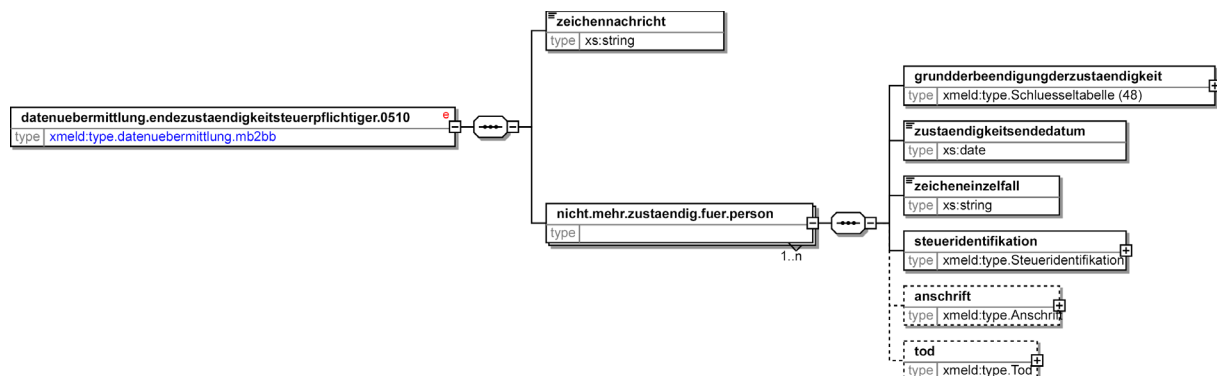 zeichennachricht
type xs:string
datenuebermittlung.endezustaendigkeitsteuerpflichtiger.0510 e
type xmeld:type.datenuebermittlung.mb2bb
nicht.mehr.zustaendig.fuer.person
type
1..n
grundderbeendigungderzustaendigkeit
type xmeld:type.Schluesseltabelle (48)
zustaendigkeitsendedatum
type xs:date
zeicheneinzelfall
type xs:string
steueridentifikation
type xmeld:type.Steueridentifikation
anschrift
type xmeld:type.Anschrift
tod
type xmeld:type.Tod